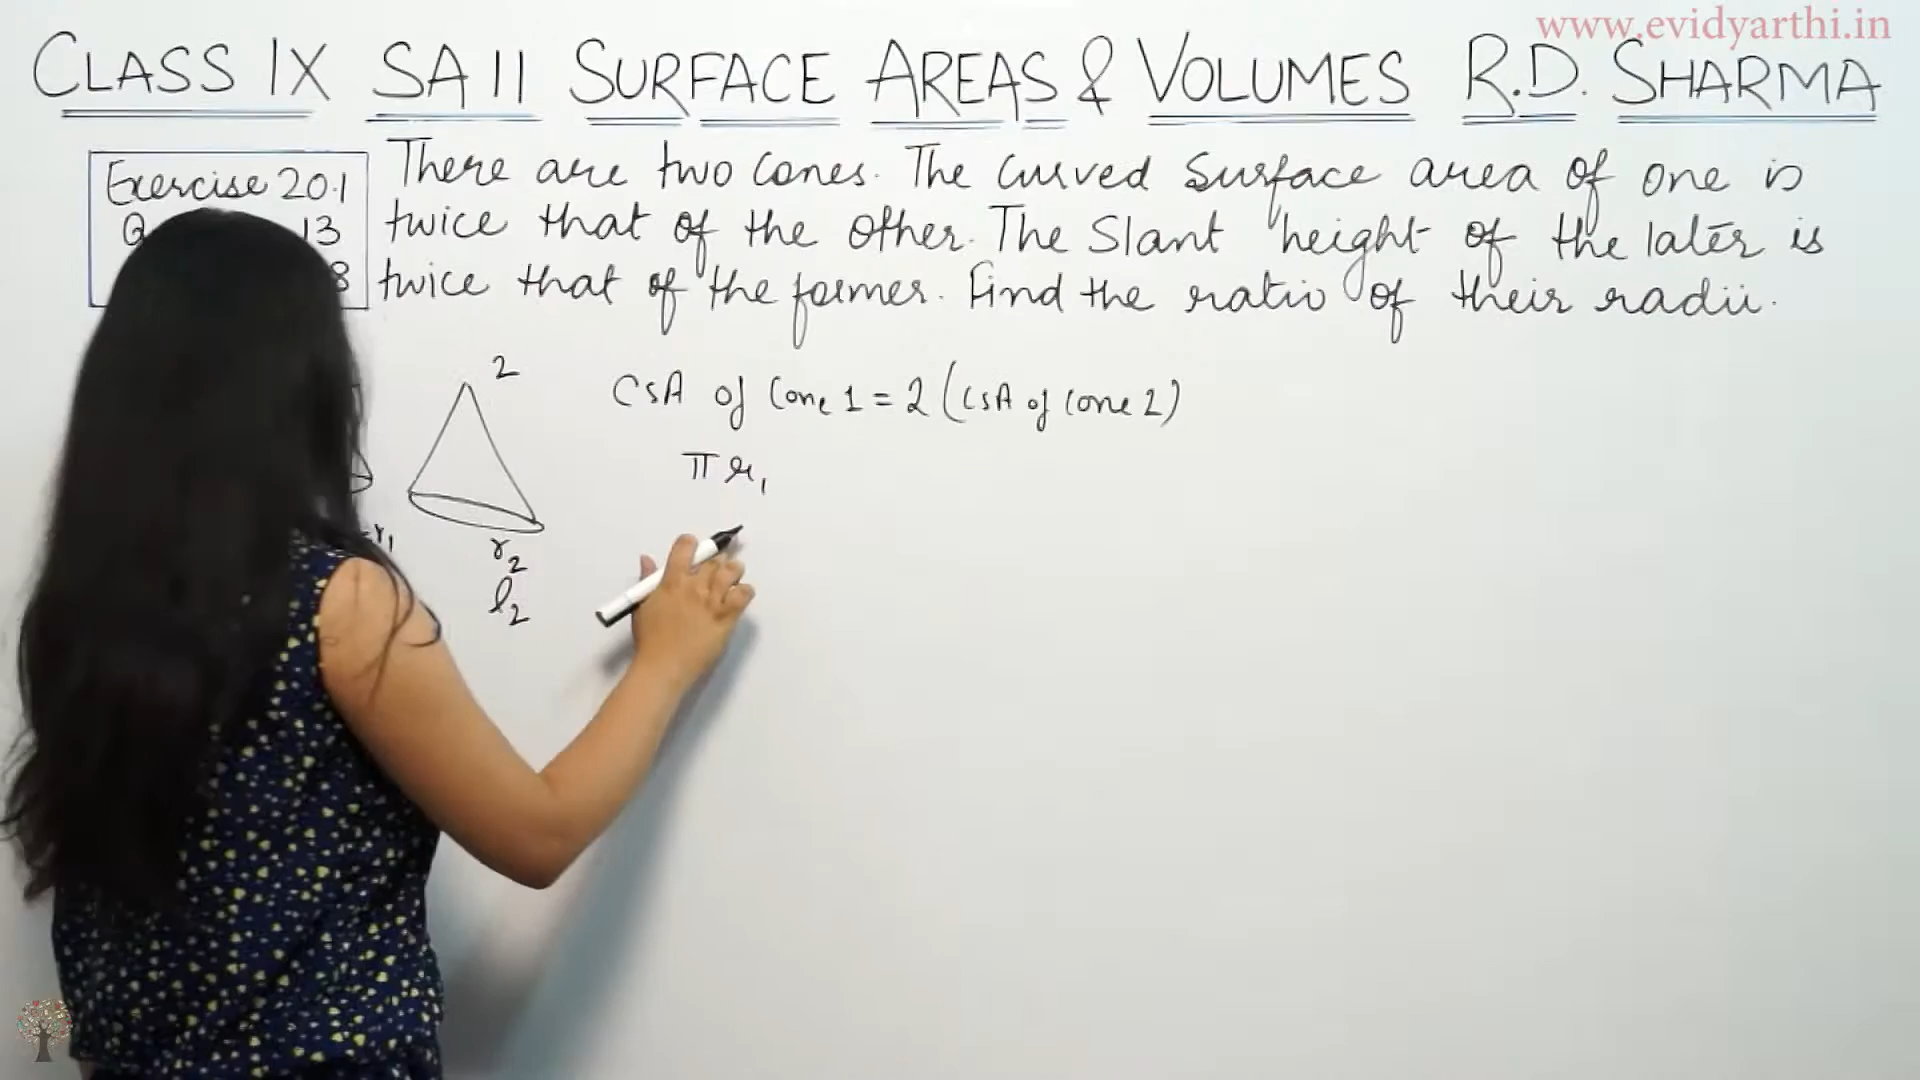 www.evidyarthi.in
CLASS IX SA II SURFACE AREAS & VOLUMES R.D. SHARMA
Exercise 20.1
Q 13
8
There are two cones. The curved Surface area of one is
twice that of the other. The Slant height of the later is
twice that of the former. Find the ratio of their radii.
2
r₁
r₂
l₂
CSA of Cone 1 = 2 (CSA of Cone 2)
π r₁